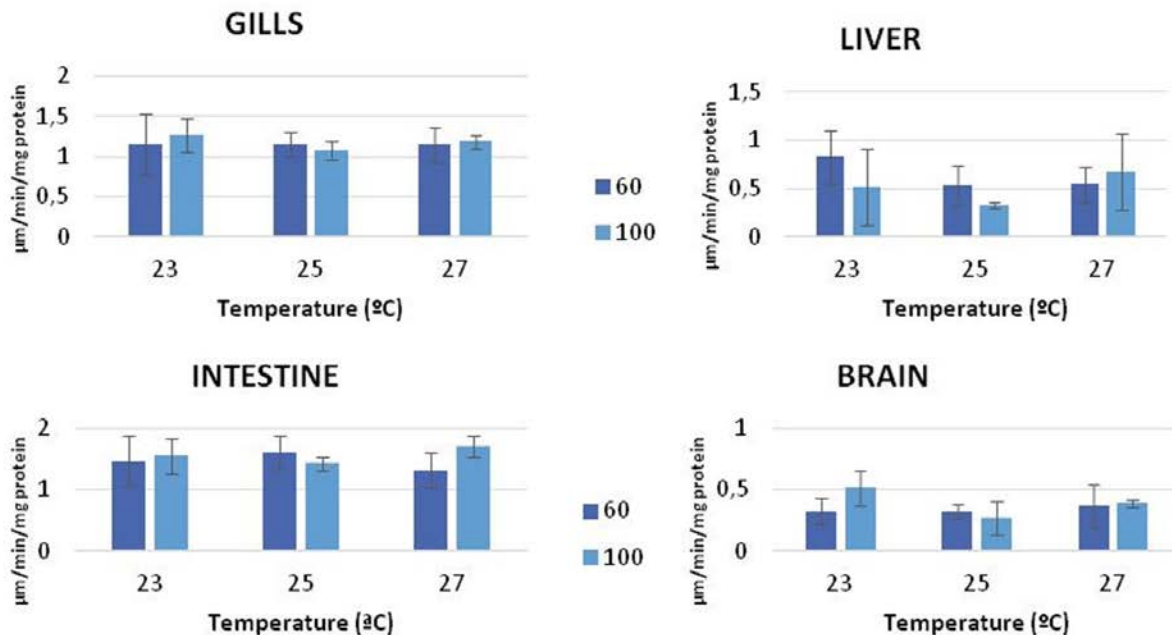 GILLS
µm/min/mg protein
2
1,5
1
0,5
0
23 25 27
Temperature (ºC)
60
100
LIVER
µm/min/mg protein
1,5
1
0,5
0
23 25 27
Temperature (ºC)
INTESTINE
µm/min/mg protein
2
1
0
23 25 27
Temperature (ªC)
60
100
BRAIN
µm/min/mg protein
1
0,5
0
23 25 27
Temperature (ºC)